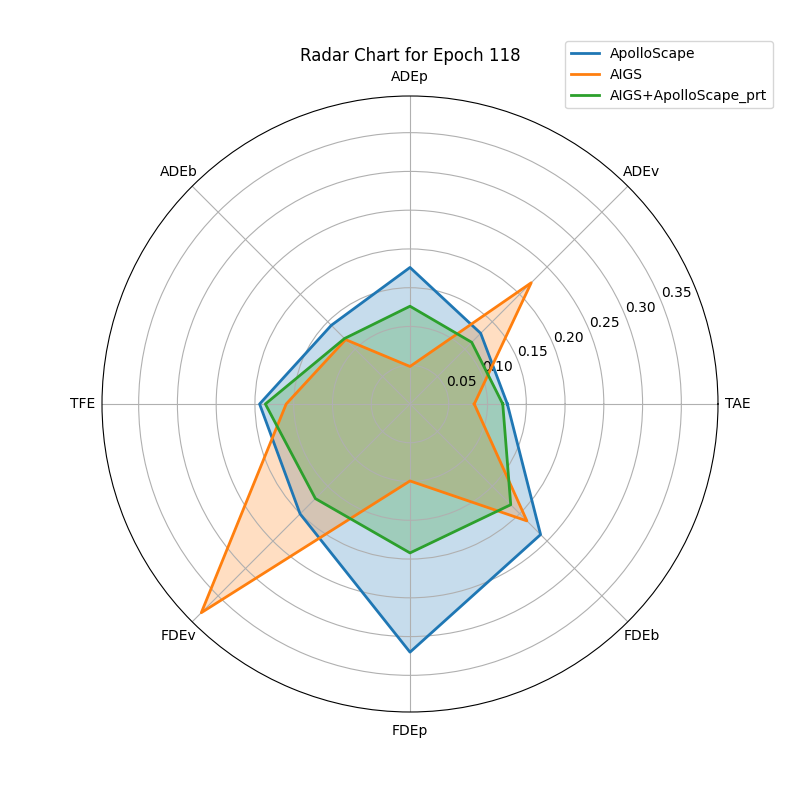 Radar Chart for Epoch 118
ApolloScape
AIGS
AIGS+ApolloScape_prt
ADEp
ADEb
ADEv
0.35
0.30
0.25
0.20
0.15
0.10
0.05
TFE
TAE
FDEv
FDEb
FDEp